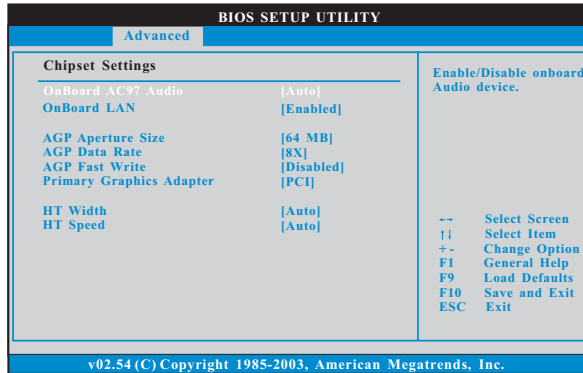 BIOS SETUP UTILITY
Advanced
Chipset Settings
OnBoard AC97 Audio [Auto]
OnBoard LAN [Enabled]
AGP Aperture Size [64 MB]
AGP Data Rate [8X]
AGP Fast Write [Disabled]
Primary Graphics Adapter [PCI]
HT Width [Auto]
HT Speed [Auto]
Enable/Disable onboard
Audio device.
←→ Select Screen
↑↓ Select Item
+- Change Option
F1 General Help
F9 Load Defaults
F10 Save and Exit
ESC Exit
v02.54 (C) Copyright 1985-2003, American Megatrends, Inc.